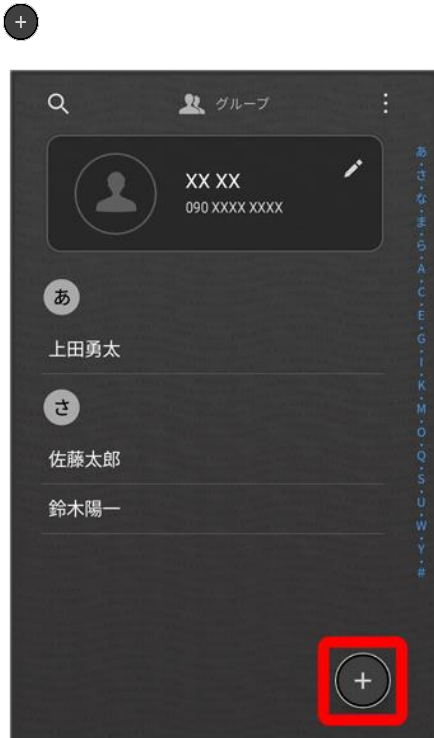 +
グループ
XX XX
090 XXXX XXXX
あ
上田勇太
さ
佐藤太郎
鈴木陽一
あ
・
さ
・
な
・
ま
・
ら
・
A
・
C
・
E
・
G
・
I
・
K
・
M
・
O
・
Q
・
S
・
U
・
W
・
Y
・
#
+